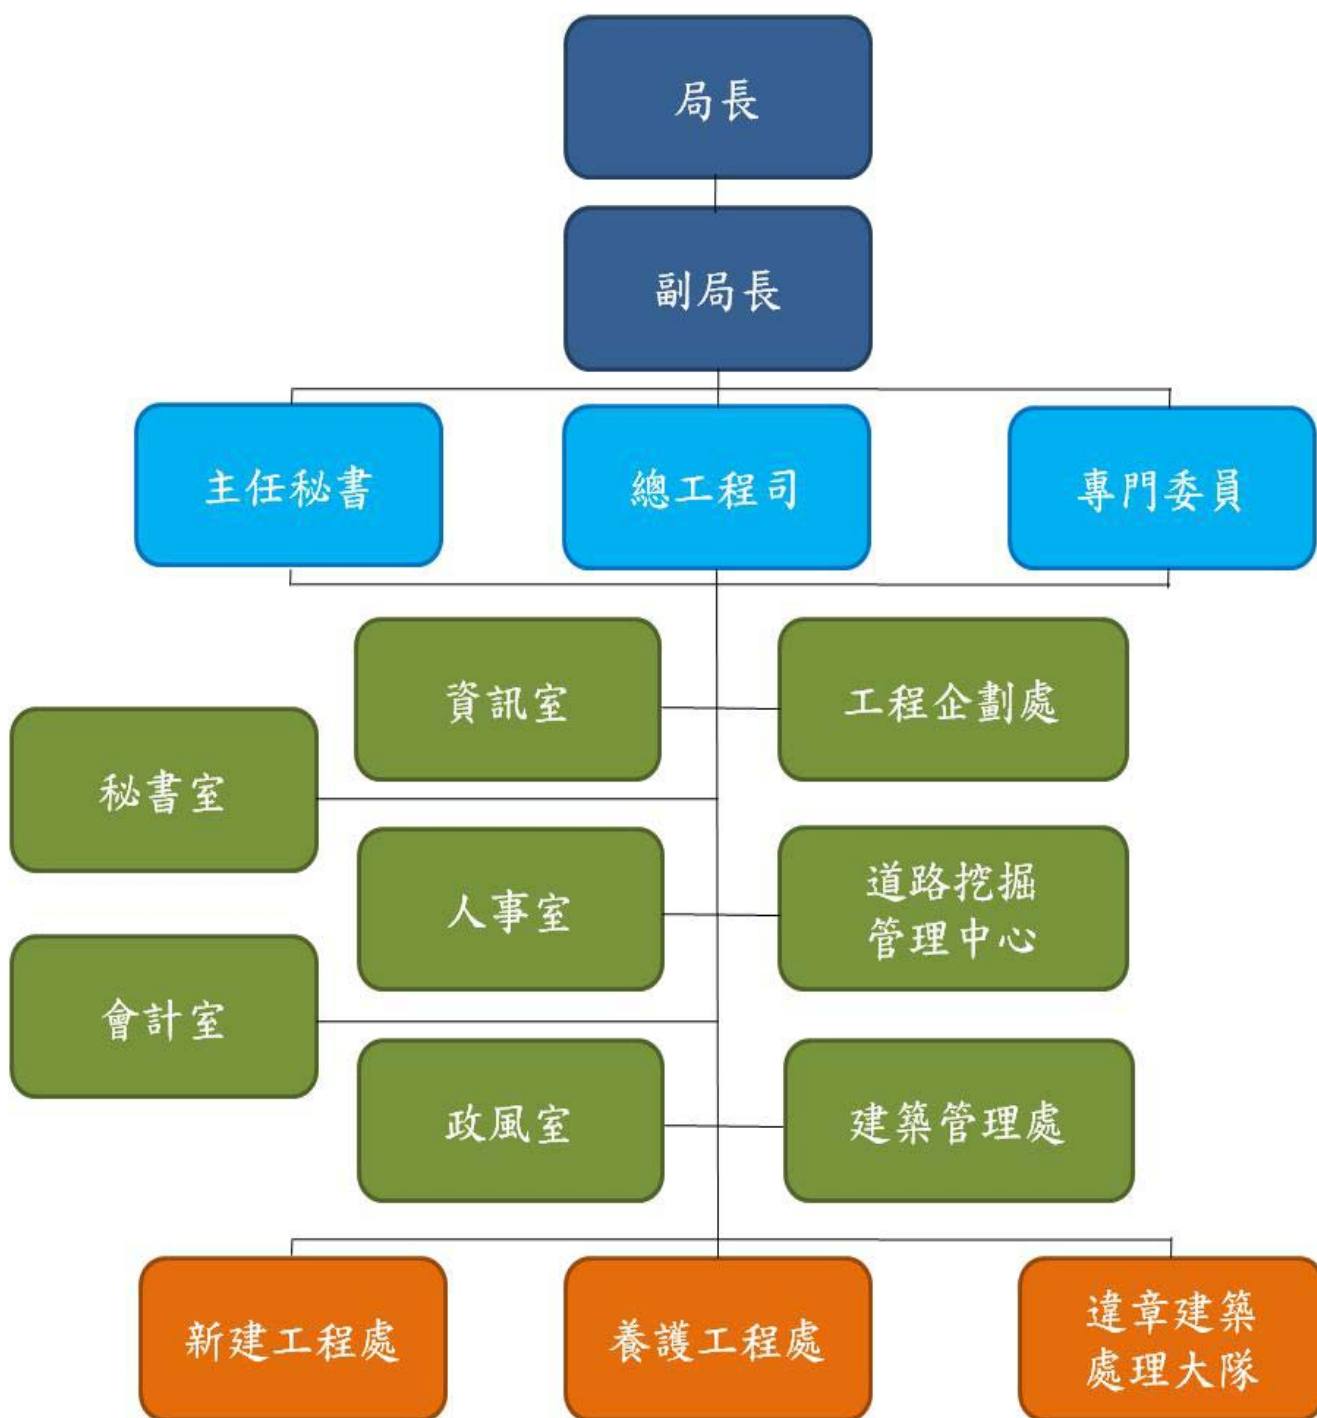 局長
副局長
主任秘書
總工程司
專門委員
資訊室
工程企劃處
秘書室
人事室
道路挖掘
管理中心
會計室
政風室
建築管理處
新建工程處
養護工程處
違章建築
處理大隊